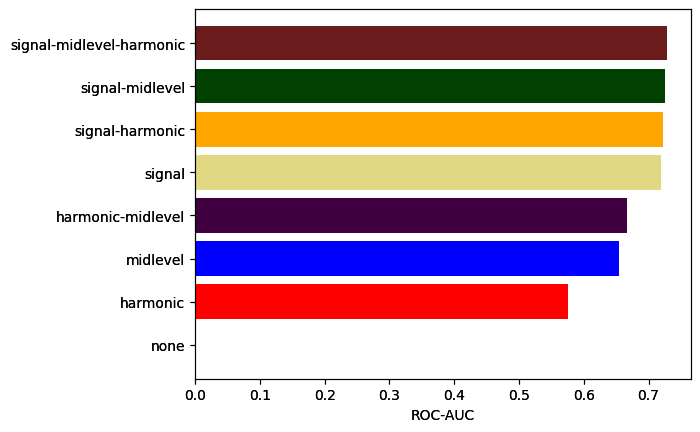 signal-midlevel-harmonic
signal-midlevel
signal-harmonic
signal
harmonic-midlevel
midlevel
harmonic
none
0.0 0.1 0.2 0.3 0.4 0.5 0.6 0.7
ROC-AUC